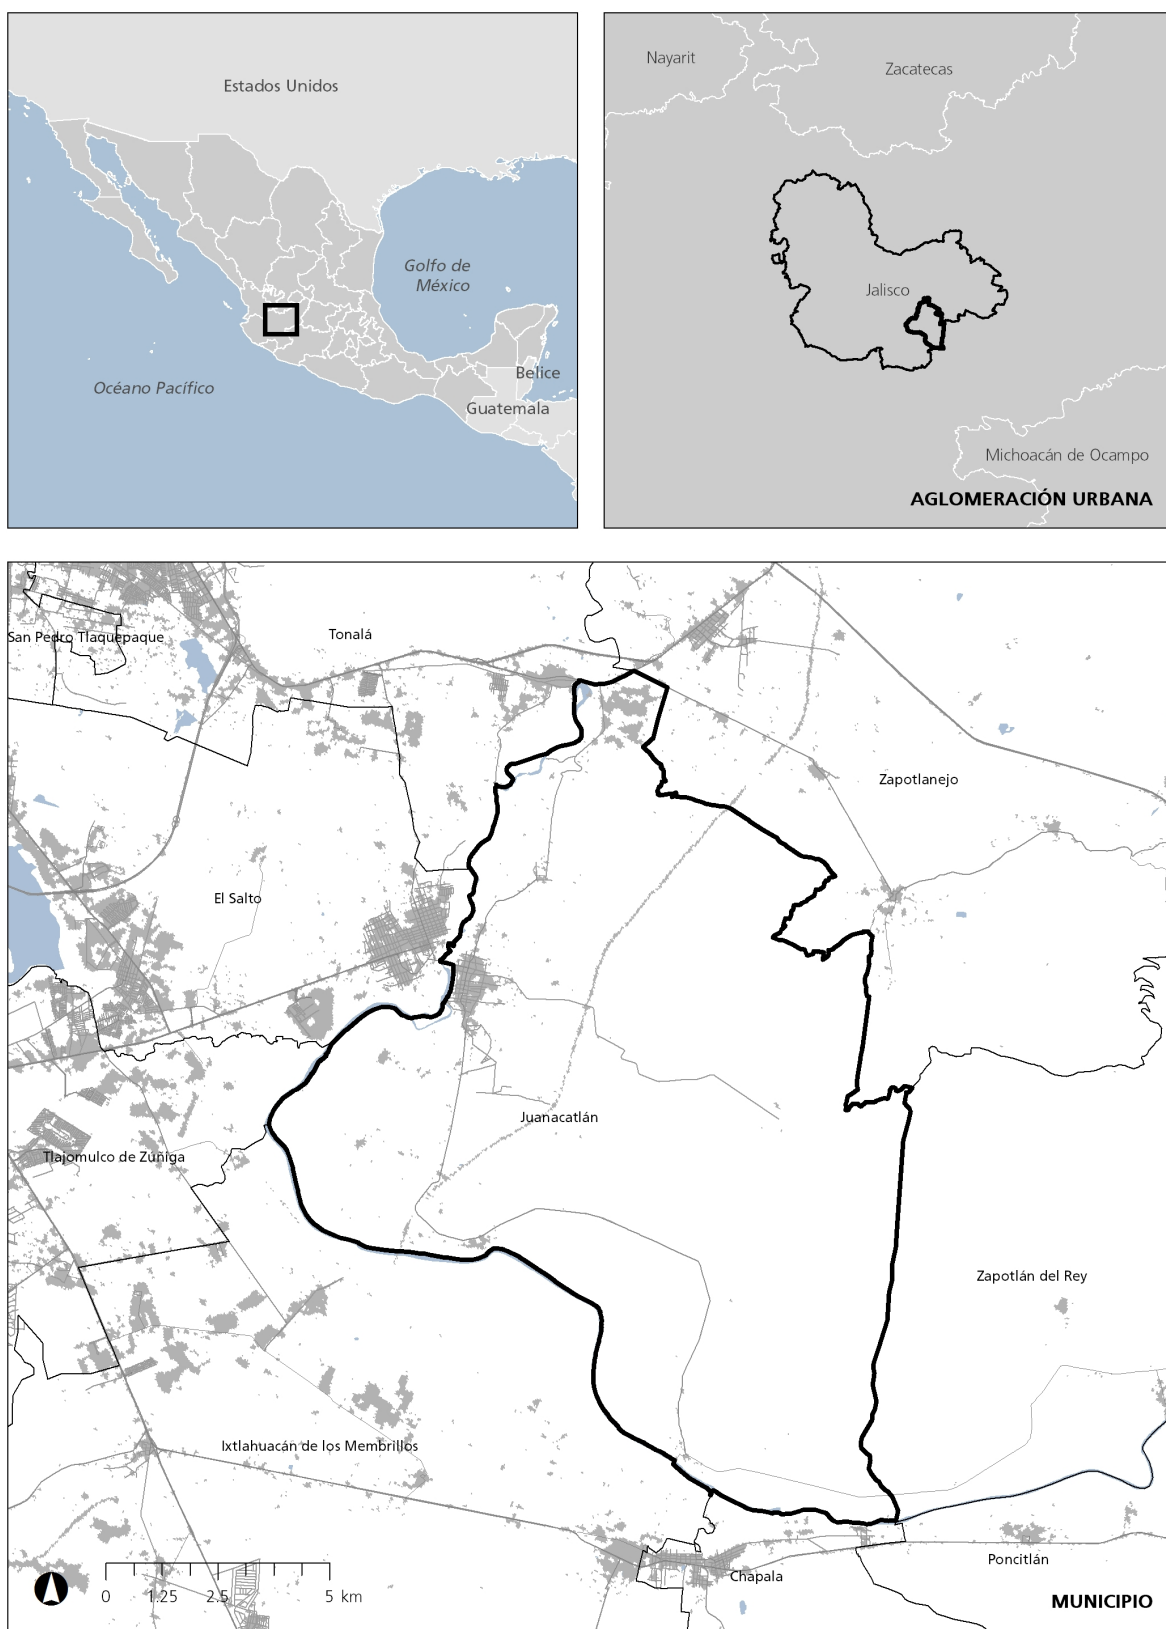 Estados Unidos
Golfo de
México
Océano Pacífico
Belice
Guatemala
Nayarit
Zacatecas
Jalisco
Michoacán de Ocampo
AGLOMERACIÓN URBANA
San Pedro Tlaquepaque
Tonalá
Zapotlanejo
El Salto
Juanacatlán
Tlajomulco de Zúñiga
Zapotlán del Rey
Ixtlahuacán de los Membrillos
Poncitlán
Chapala
0 1.25 2.5 5 km
MUNICIPIO